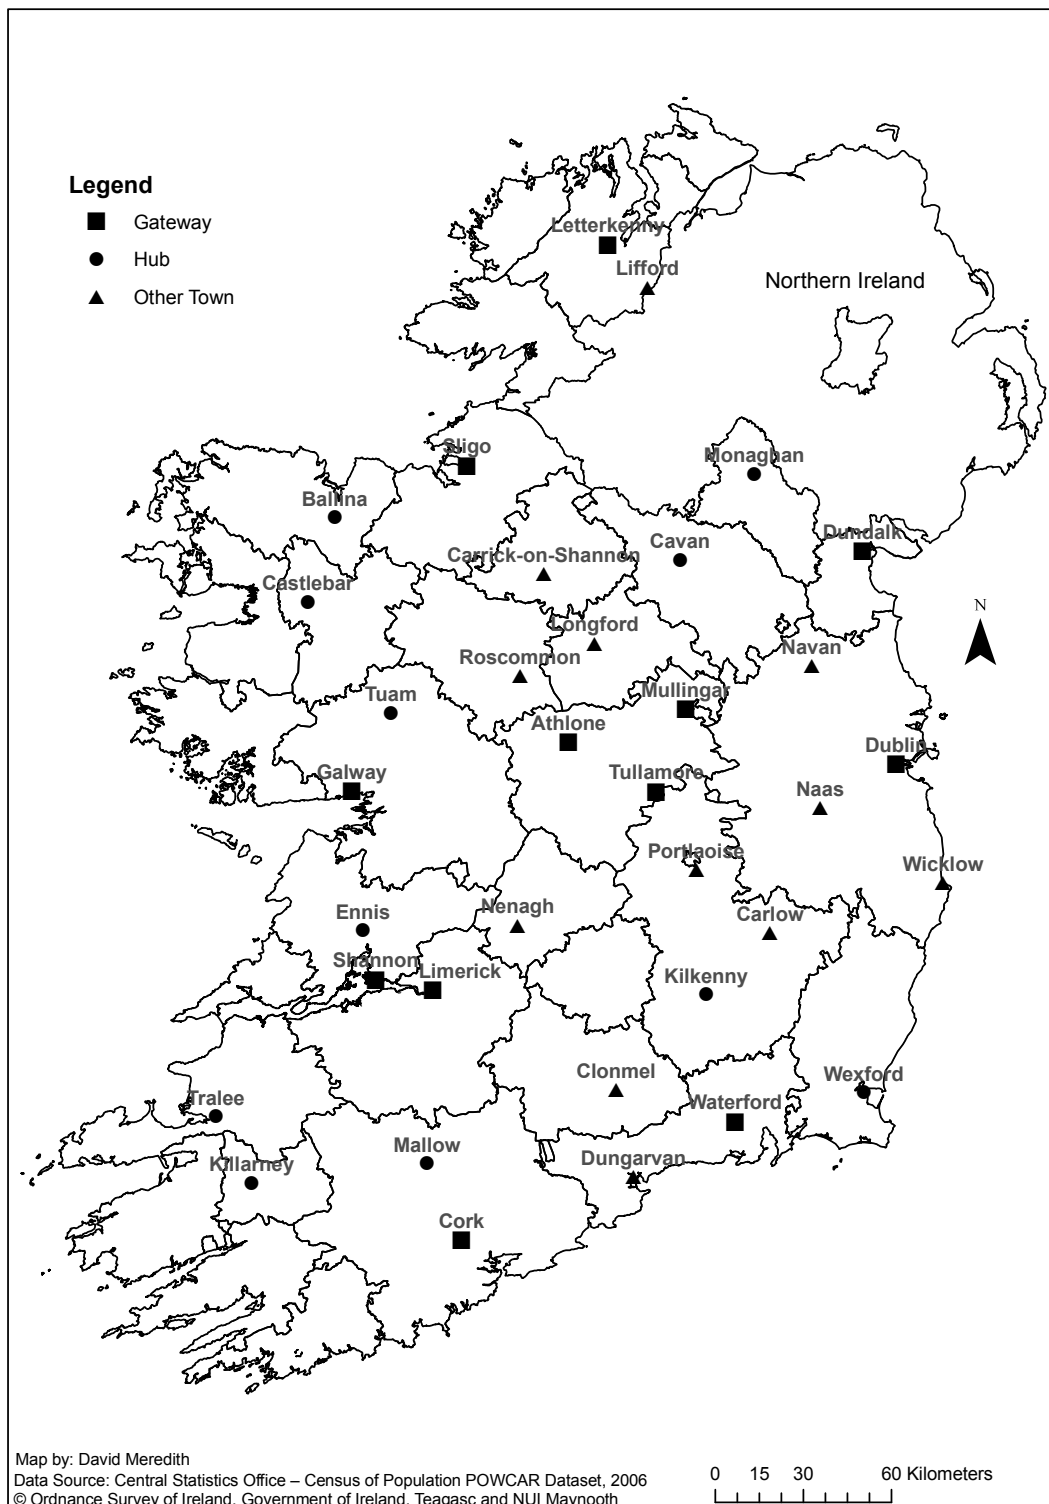 Legend
Gateway
Hub
Other Town
Letterkenny
Lifford
Northern Ireland
Sligo
Monaghan
Ballina
Dundalk
Cavan
Carrick-on-Shannon
Castlebar
N
Longford
Navan
Roscommon
Mullingar
Tuam
Athlone
Dublin
Galway
Tullamore
Naas
Portlaoise
Wicklow
Ennis
Nenagh
Carlow
Shannon
Limerick
Kilkenny
Clonmel
Wexford
Tralee
Waterford
Mallow
Killarney
Dungarvan
Cork
Map by: David Meredith
Data Source: Central Statistics Office – Census of Population POWCAR Dataset, 2006
© Ordnance Survey of Ireland, Government of Ireland, Teagasc and NUI Maynooth
0 15 30 60 Kilometers